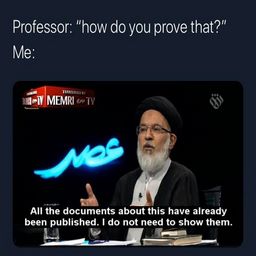 Professor: “how do you prove that?”
Me:
MEMRI TV
All the documents about this have already
been published. I do not need to show them.